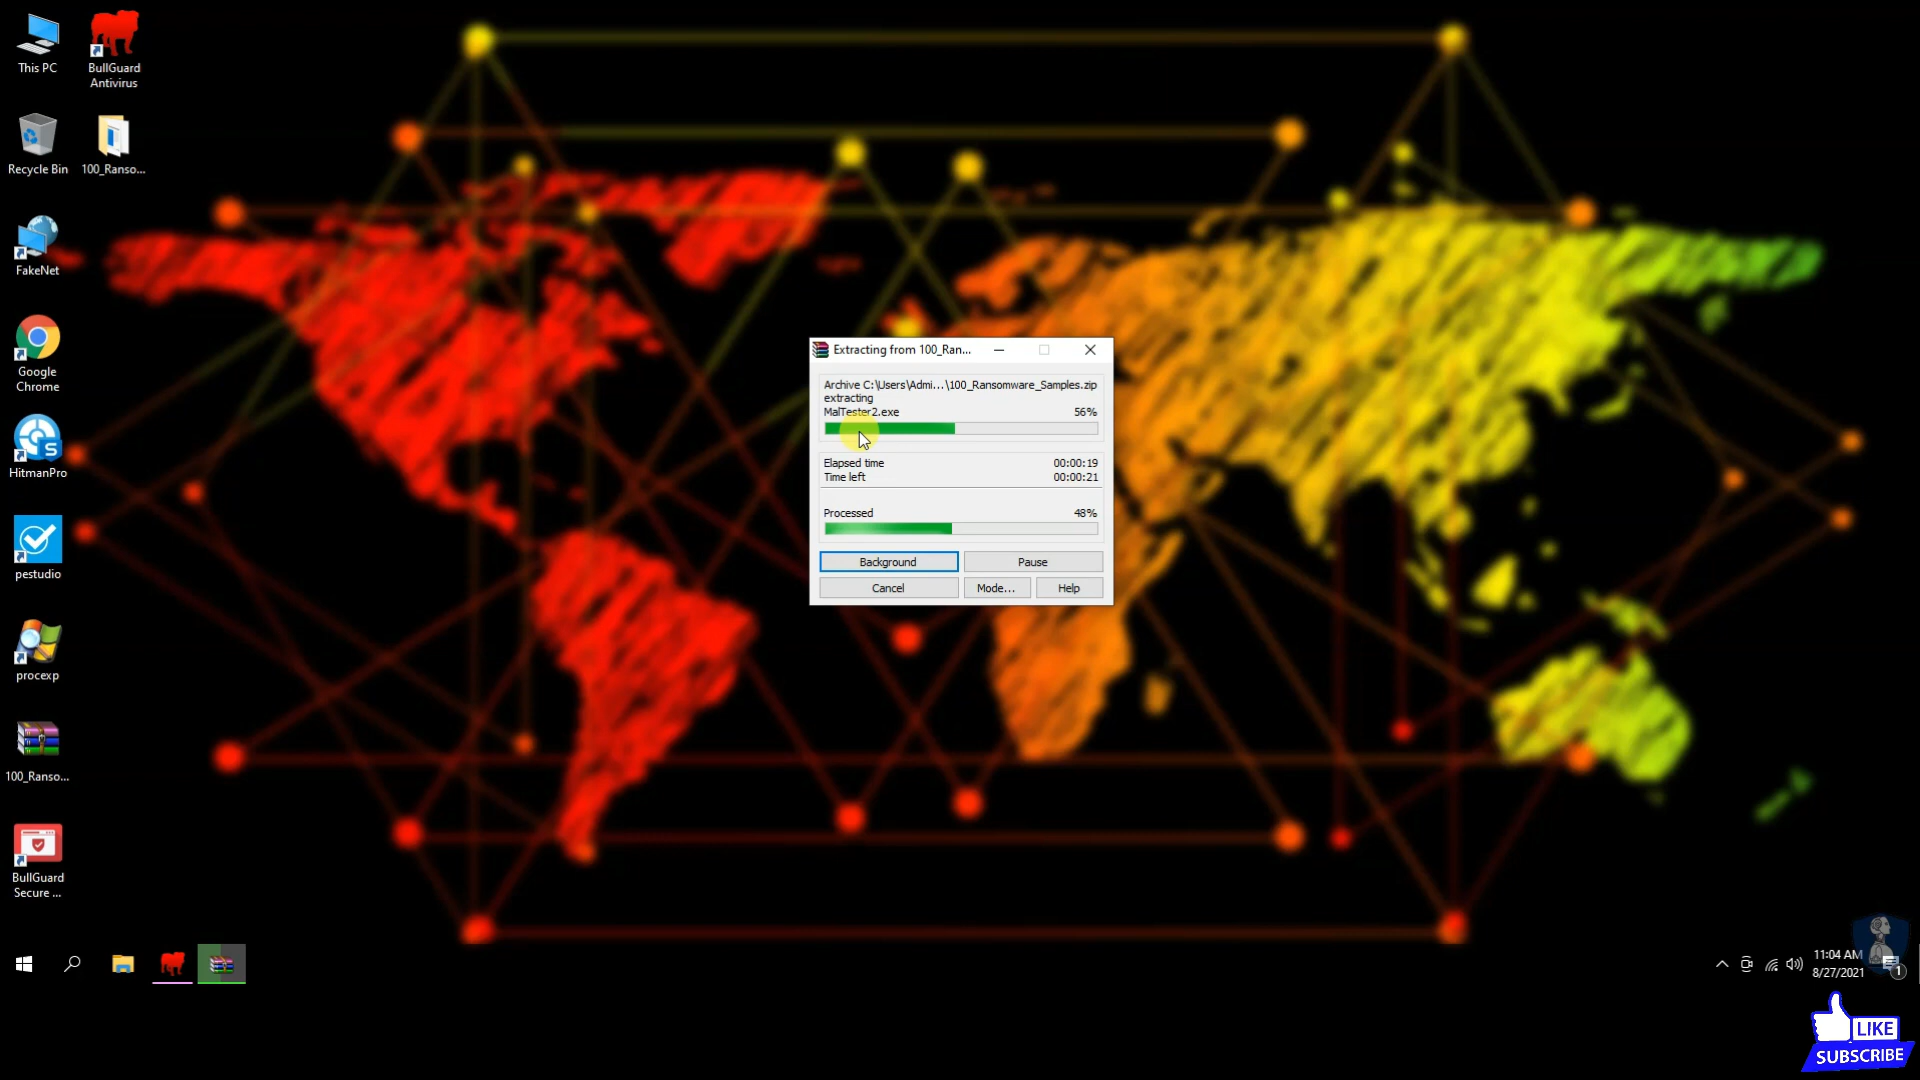 This PC
BullGuard
Antivirus
Recycle Bin
100_Ranso...
FakeNet
Google
Chrome
HitmanPro
pestudio
procexp
100_Ranso...
BullGuard
Secure ...
Extracting from 100_Ran...
Archive C:\Users\Admi...\100_Ransomware_Samples.zip
extracting
MalTester2.exe 56%
Elapsed time 00:00:19
Time left 00:00:21
Processed 48%
Background Pause
Cancel Mode... Help
11:04 AM
8/27/2021
1
LIKE
SUBSCRIBE